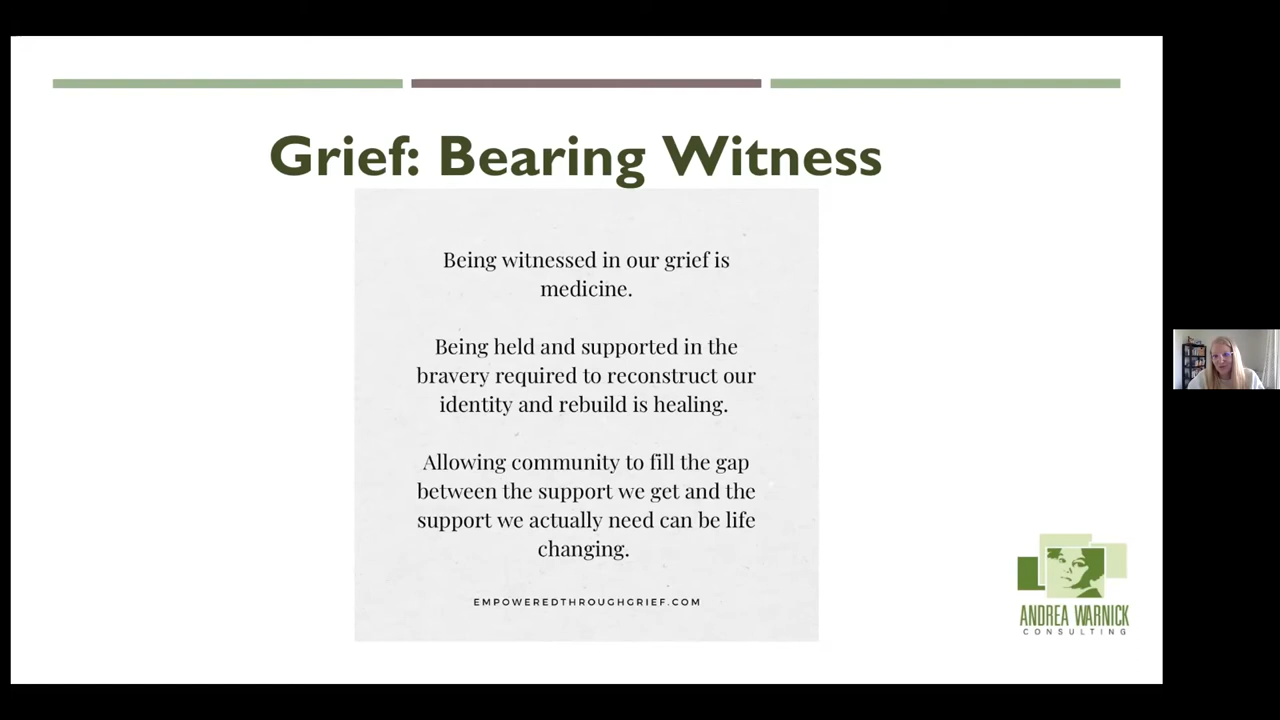 Grief: Bearing Witness
Being witnessed in our grief is
medicine.
Being held and supported in the
bravery required to reconstruct our
identity and rebuild is healing.
Allowing community to fill the gap
between the support we get and the
support we actually need can be life
changing.
EMPOWEREDTHROUGHGRIEF.COM
ANDREA WARNICK
CONSULTING